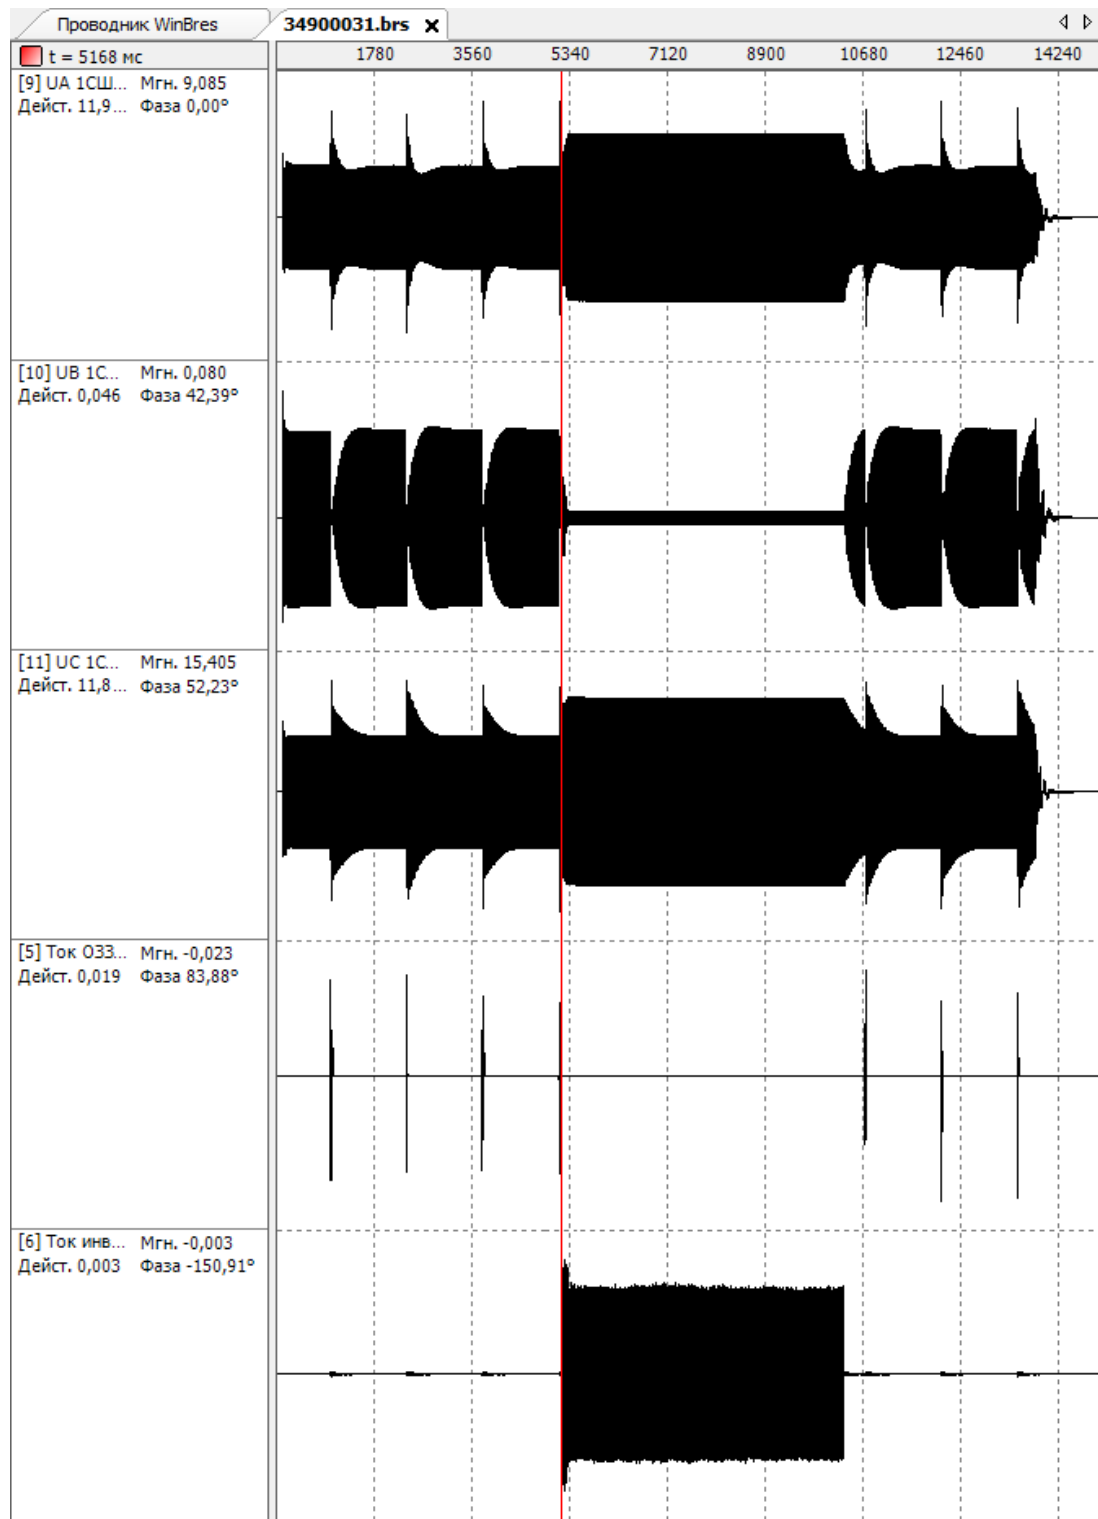 Проводник WinBres
34900031.brs
t = 5168 мс
1780 3560 5340 7120 8900 10680 12460 14240
[9] UA 1СШ... Мгн. 9,085
Дейст. 11,9... Фаза 0,00°
[10] UB 1С... Мгн. 0,080
Дейст. 0,046 Фаза 42,39°
[11] UC 1С... Мгн. 15,405
Дейст. 11,8... Фаза 52,23°
[5] Ток ОЗЗ... Мгн. -0,023
Дейст. 0,019 Фаза 83,88°
[6] Ток инв... Мгн. -0,003
Дейст. 0,003 Фаза -150,91°